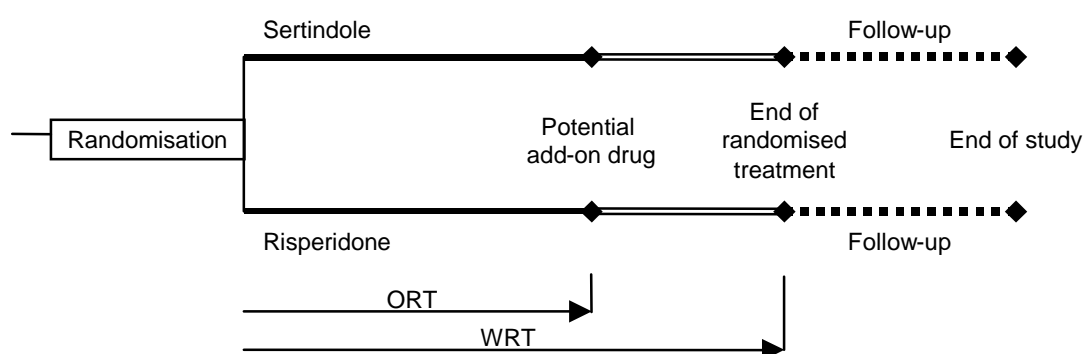 Sertindole
Follow-up
Randomisation
Potential
add-on drug
End of
randomised
treatment
End of study
Risperidone
Follow-up
ORT
WRT